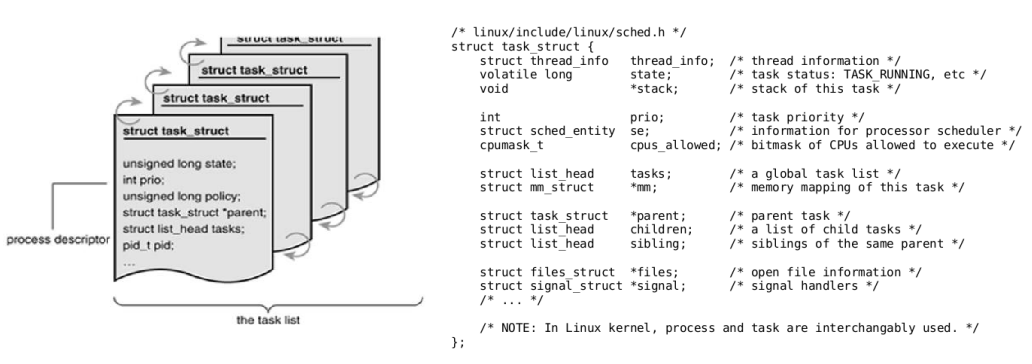 struct task_struct
struct task_struct
struct task_struct
struct task_struct
unsigned long state;
int prio;
unsigned long policy;
struct task_struct *parent;
struct list_head tasks;
pid_t pid;
...
process descriptor
the task list
/* linux/include/linux/sched.h */
struct task_struct {
    struct thread_info   thread_info;  /* thread information */
    volatile long        state;        /* task status: TASK_RUNNING, etc */
    void                 *stack;       /* stack of this task */
    int                  prio;         /* task priority */
    struct sched_entity  se;           /* information for processor scheduler */
    cpumask_t            cpus_allowed; /* bitmask of CPUs allowed to execute */
    struct list_head     tasks;        /* a global task list */
    struct mm_struct     *mm;          /* memory mapping of this task */
    struct task_struct   *parent;      /* parent task */
    struct list_head     children;     /* a list of child tasks */
    struct list_head     sibling;      /* siblings of the same parent */
    struct files_struct  *files;       /* open file information */
    struct signal_struct *signal;      /* signal handlers */
    /* ... */
    /* NOTE: In Linux kernel, process and task are interchangably used. */
};